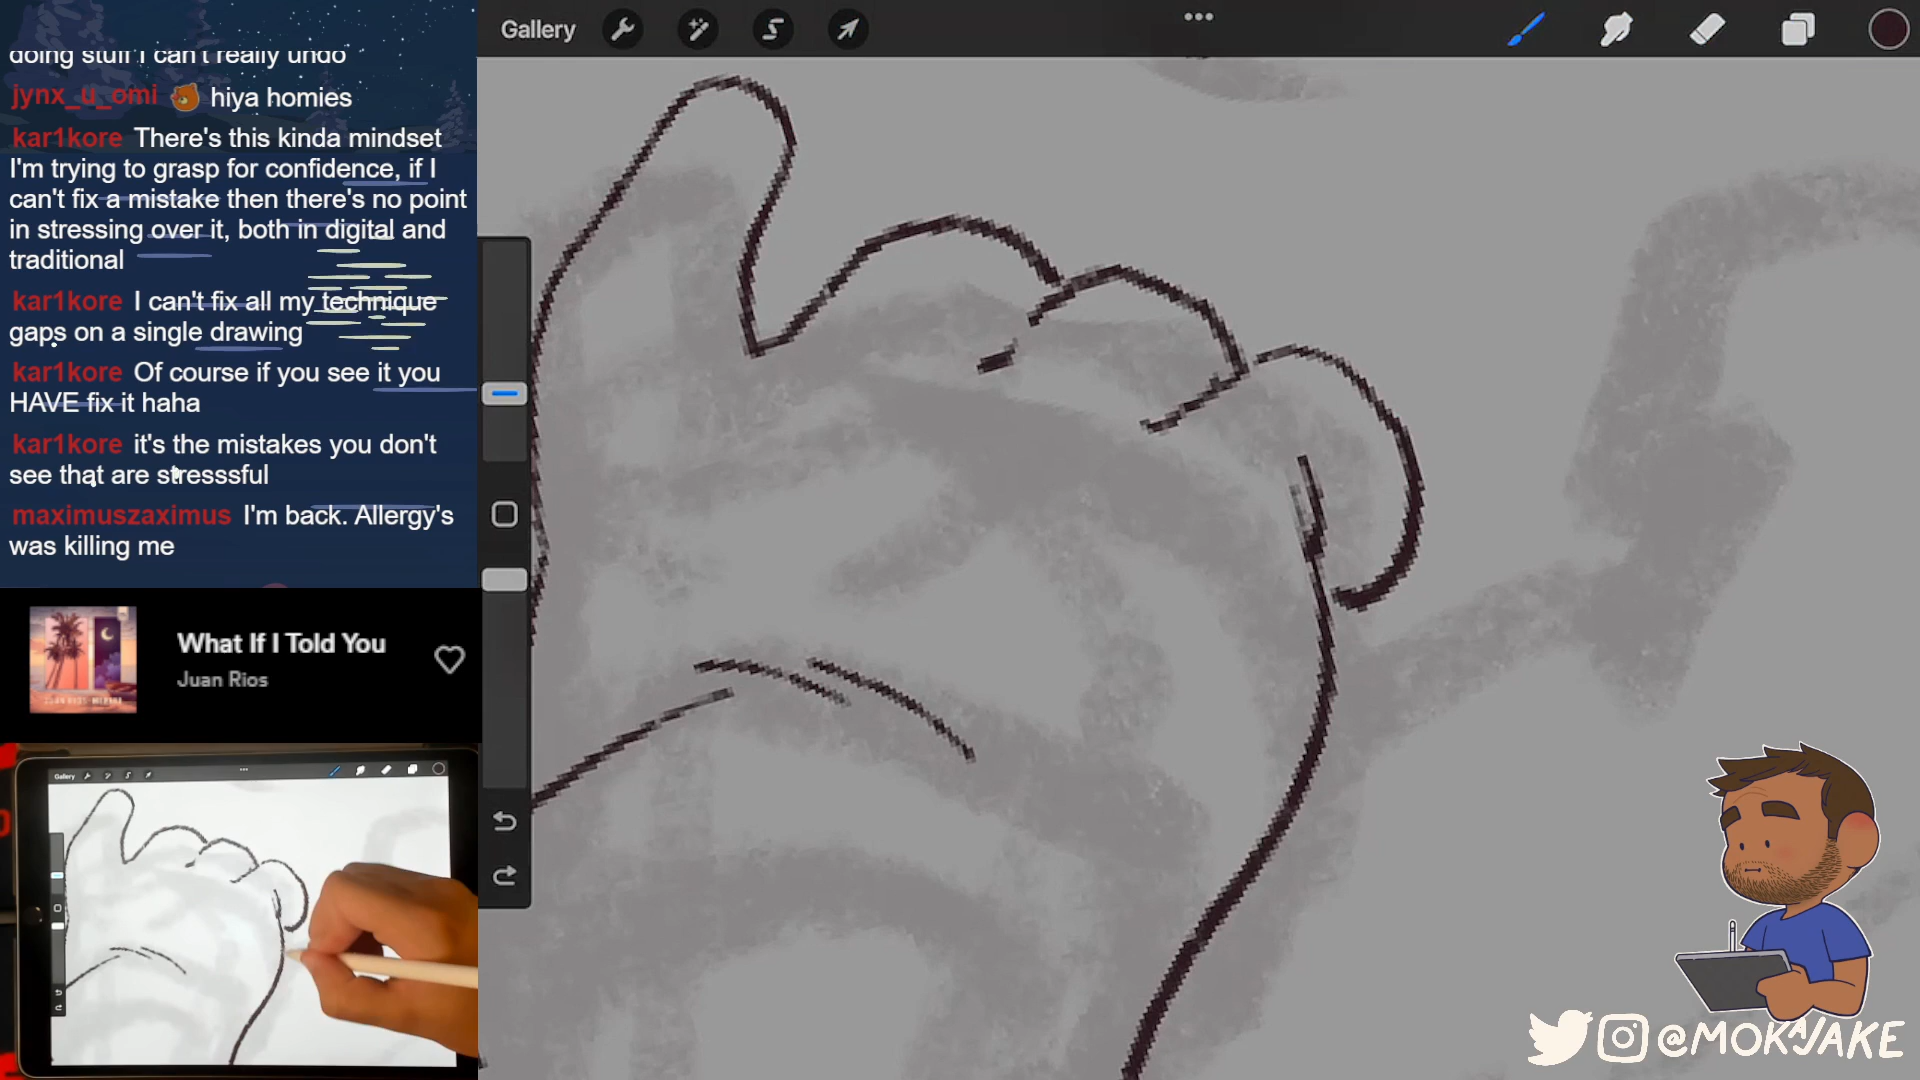 doing stuff I can't really undo
jynx_u_omi hiya homies
kar1kore There's this kinda mindset
I'm trying to grasp for confidence, if I
can't fix a mistake then there's no point
in stressing over it, both in digital and
traditional
kar1kore I can't fix all my technique
gaps on a single drawing
kar1kore Of course if you see it you
HAVE fix it haha
kar1kore it's the mistakes you don't
see that are stresssful
maximuszaximus I'm back. Allergy's
was killing me
What If I Told You
Juan Rios
Gallery
Gallery
@MOKAJAKE